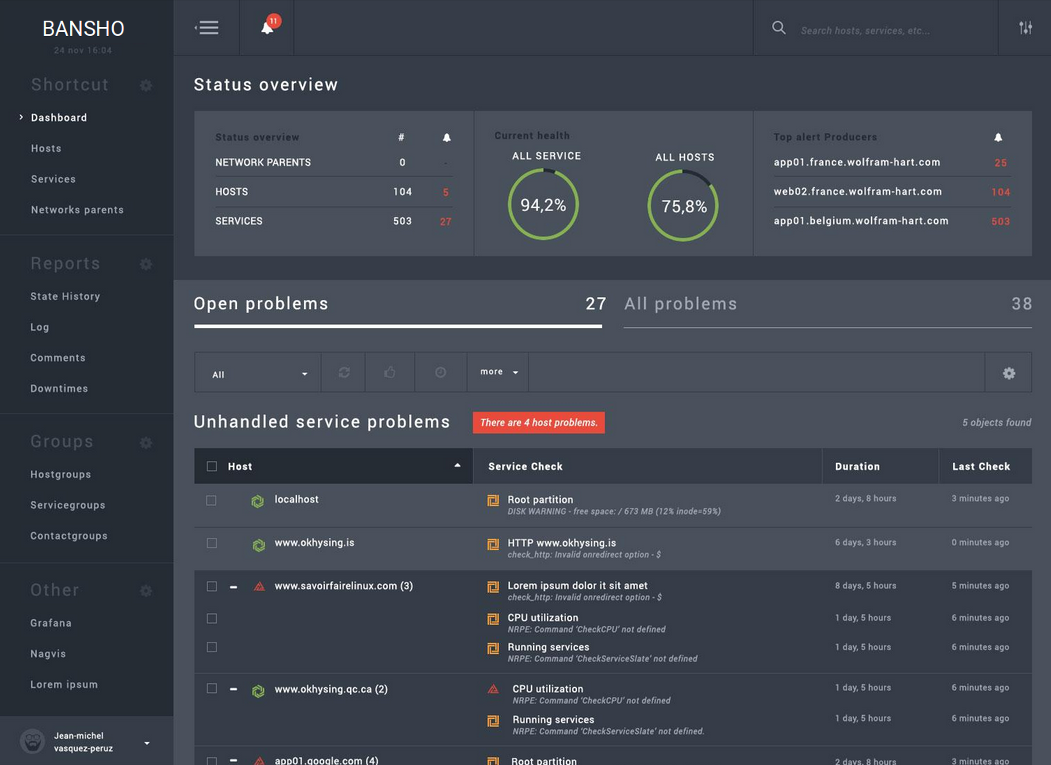 BANSHO
24 nov 16:04
Shortcut
Dashboard
Hosts
Services
Networks parents
Reports
State History
Log
Comments
Downtimes
Groups
Hostgroups
Servicegroups
Contactgroups
Other
Grafana
Nagvis
Lorem ipsum
Jean-michel
vasquez-peruz
11
Search hosts, services, etc...
Status overview
Status overview #
NETWORK PARENTS 0 -
HOSTS 104 5
SERVICES 503 27
Current health
ALL SERVICE ALL HOSTS
94,2% 75,8%
Top alert Producers
app01.france.wolfram-hart.com 25
web02.france.wolfram-hart.com 104
app01.belgium.wolfram-hart.com 503
Open problems 27 All problems 38
All more
Unhandled service problems There are 4 host problems. 5 objects found
Host Service Check Duration Last Check
localhost Root partition 2 days, 8 hours 3 minutes ago
DISK WARNING - free space: / 673 MB (12% inode=59%)
www.okhysing.is HTTP www.okhysing.is 6 days, 3 hours 0 minutes ago
check_http: Invalid onredirect option - $
www.savoirfairelinux.com (3) Lorem ipsum dolor it sit amet 8 days, 5 hours 5 minutes ago
check_http: Invalid onredirect option - $
CPU utilization 1 day, 5 hours 6 minutes ago
NRPE: Command 'CheckCPU' not defined
Running services 1 day, 5 hours 6 minutes ago
NRPE: Command 'CheckServiceSlate' not defined
www.okhysing.qc.ca (2) CPU utilization 1 day, 5 hours 6 minutes ago
NRPE: Command 'CheckCPU' not defined
Running services 1 day, 5 hours 6 minutes ago
NRPE: Command 'CheckServiceSlate' not defined.
app01.google.com (4) Root partition 2 days, 8 hours 3 minutes ago